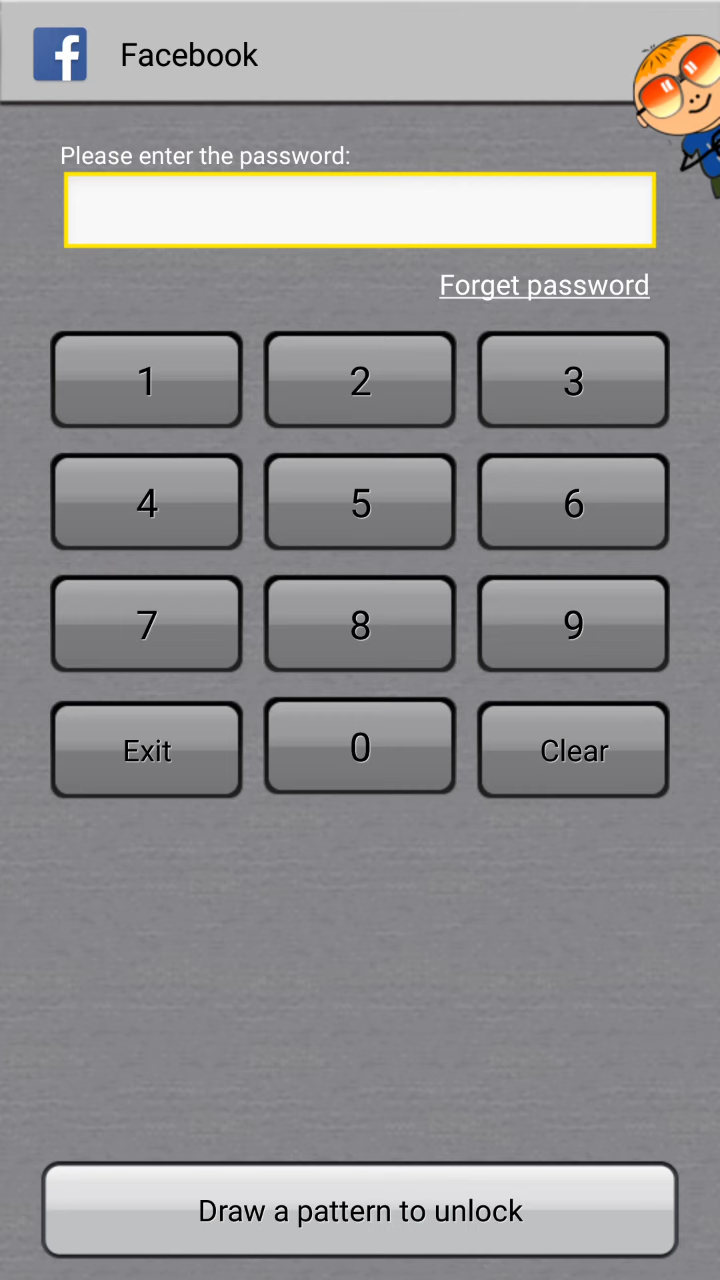 Facebook
Please enter the password:
Forget password
1 2 3
4 5 6
7 8 9
Exit 0 Clear
Draw a pattern to unlock